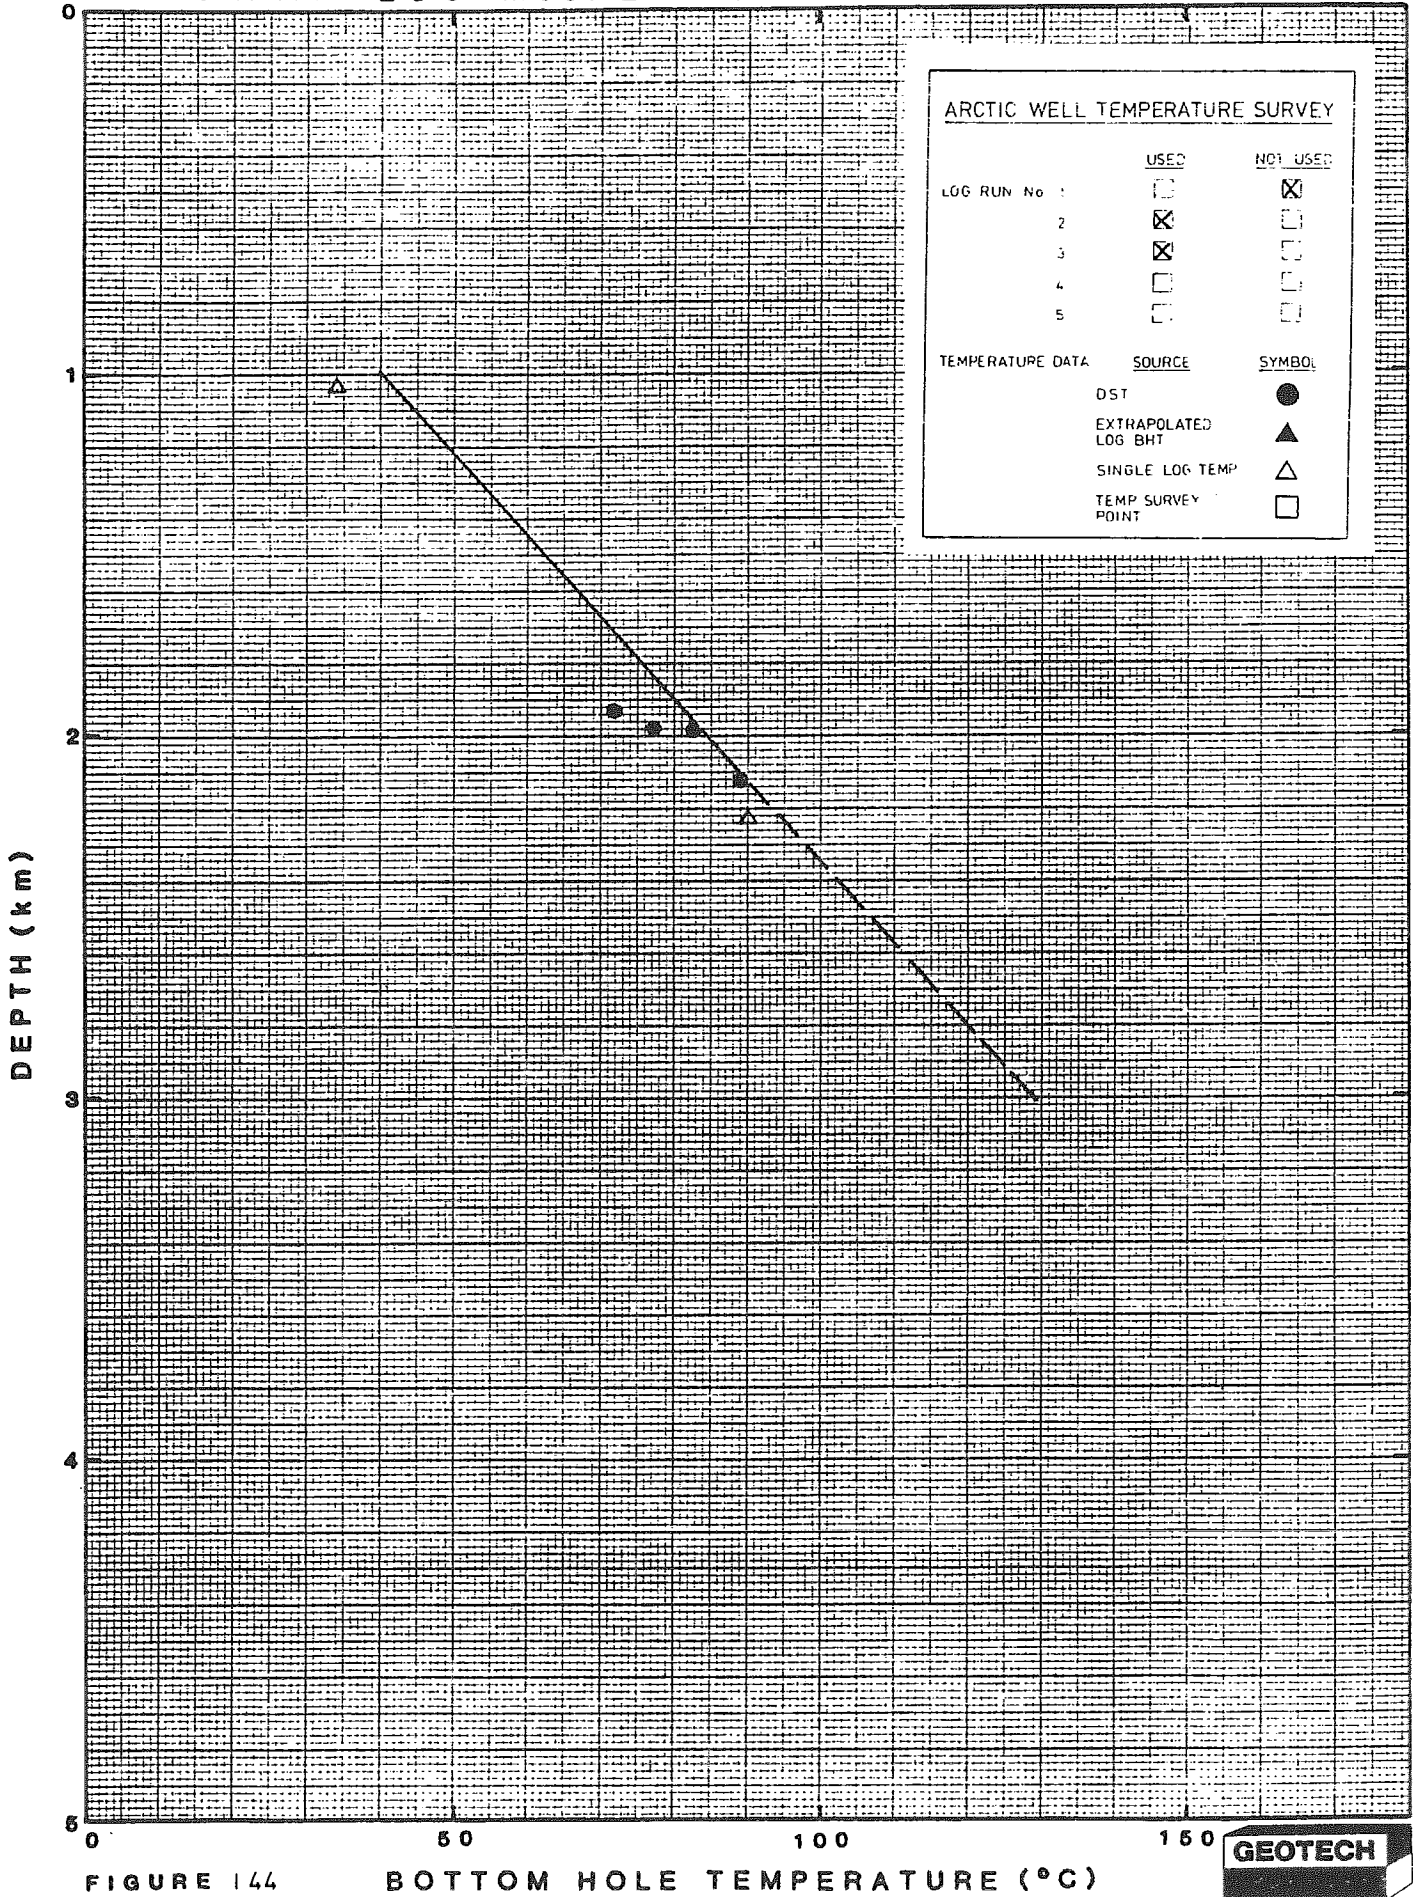 0
ARCTIC WELL TEMPERATURE SURVEY
USED NOT USED
LOG RUN No 1
2
3
4
5
TEMPERATURE DATA SOURCE SYMBOL
DST
EXTRAPOLATED
LOG BHT
SINGLE LOG TEMP
TEMP SURVEY
POINT
1
2
DEPTH (km)
3
4
5
0 50 100 150
GEOTECH
FIGURE 144 BOTTOM HOLE TEMPERATURE (°C)